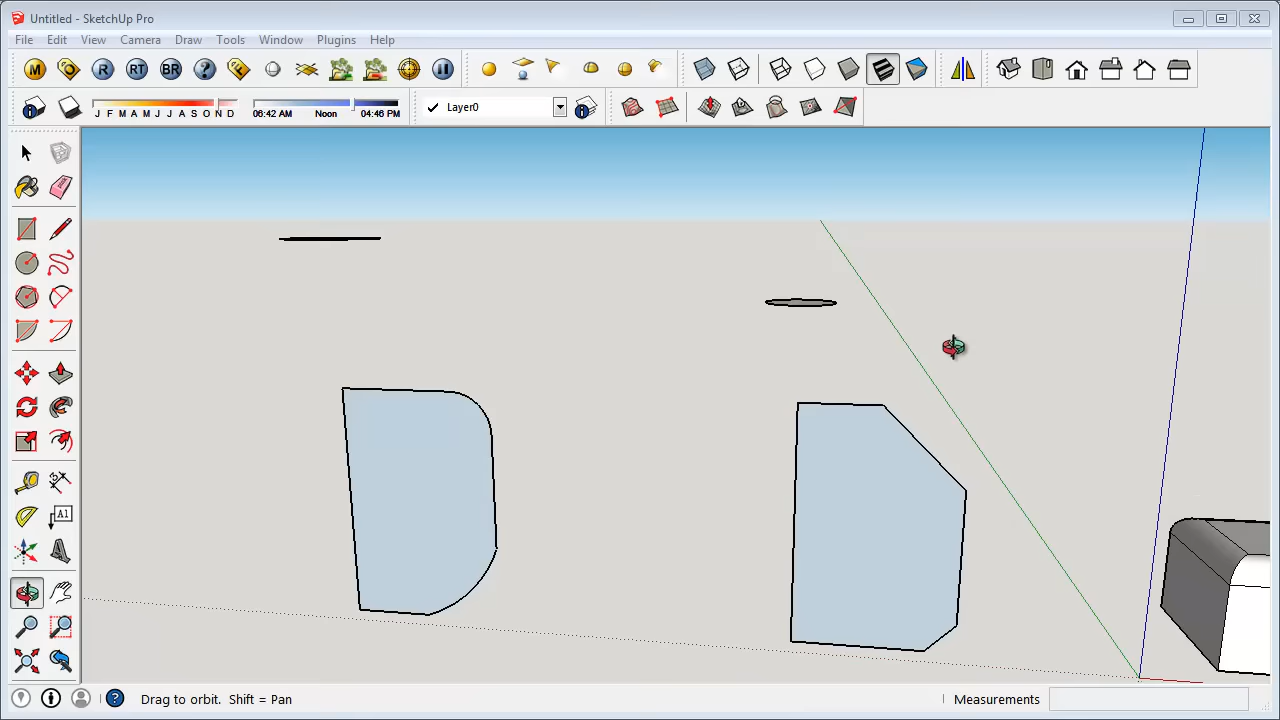 Untitled - SketchUp Pro
File Edit View Camera Draw Tools Window Plugins Help
M O R RT BR ?
J F M A M J J A S O N D 06:42 AM Noon 04:46 PM Layer0
A1
Drag to orbit. Shift = Pan Measurements